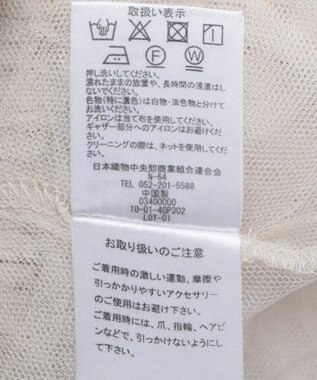 取扱い表示
押し洗いしてください。
濡れたままの放置や、長時間の浸漬はし
ないでください。
色物(特に濃色)は白物・淡色物と分けて
お洗いください。
アイロンは当て布を使用してください。
ギャザー部分へのアイロンはお避けくだ
さい。
クリーニングの際は、ネットを使用してくだ
さい。
日本織物中央卸商業組合連合会
N-64
TEL 052-201-5588
中国製
03400000
10-01-46P302
LOT-01
お取り扱いのご注意
ご着用時の激しい運動、摩擦や
引っかかりやすいアクセサリー
のご使用はお避け下さい。
ご着用時には、爪、指輪、ヘアピ
ンなどで、引っかけないようにし
て下さい。